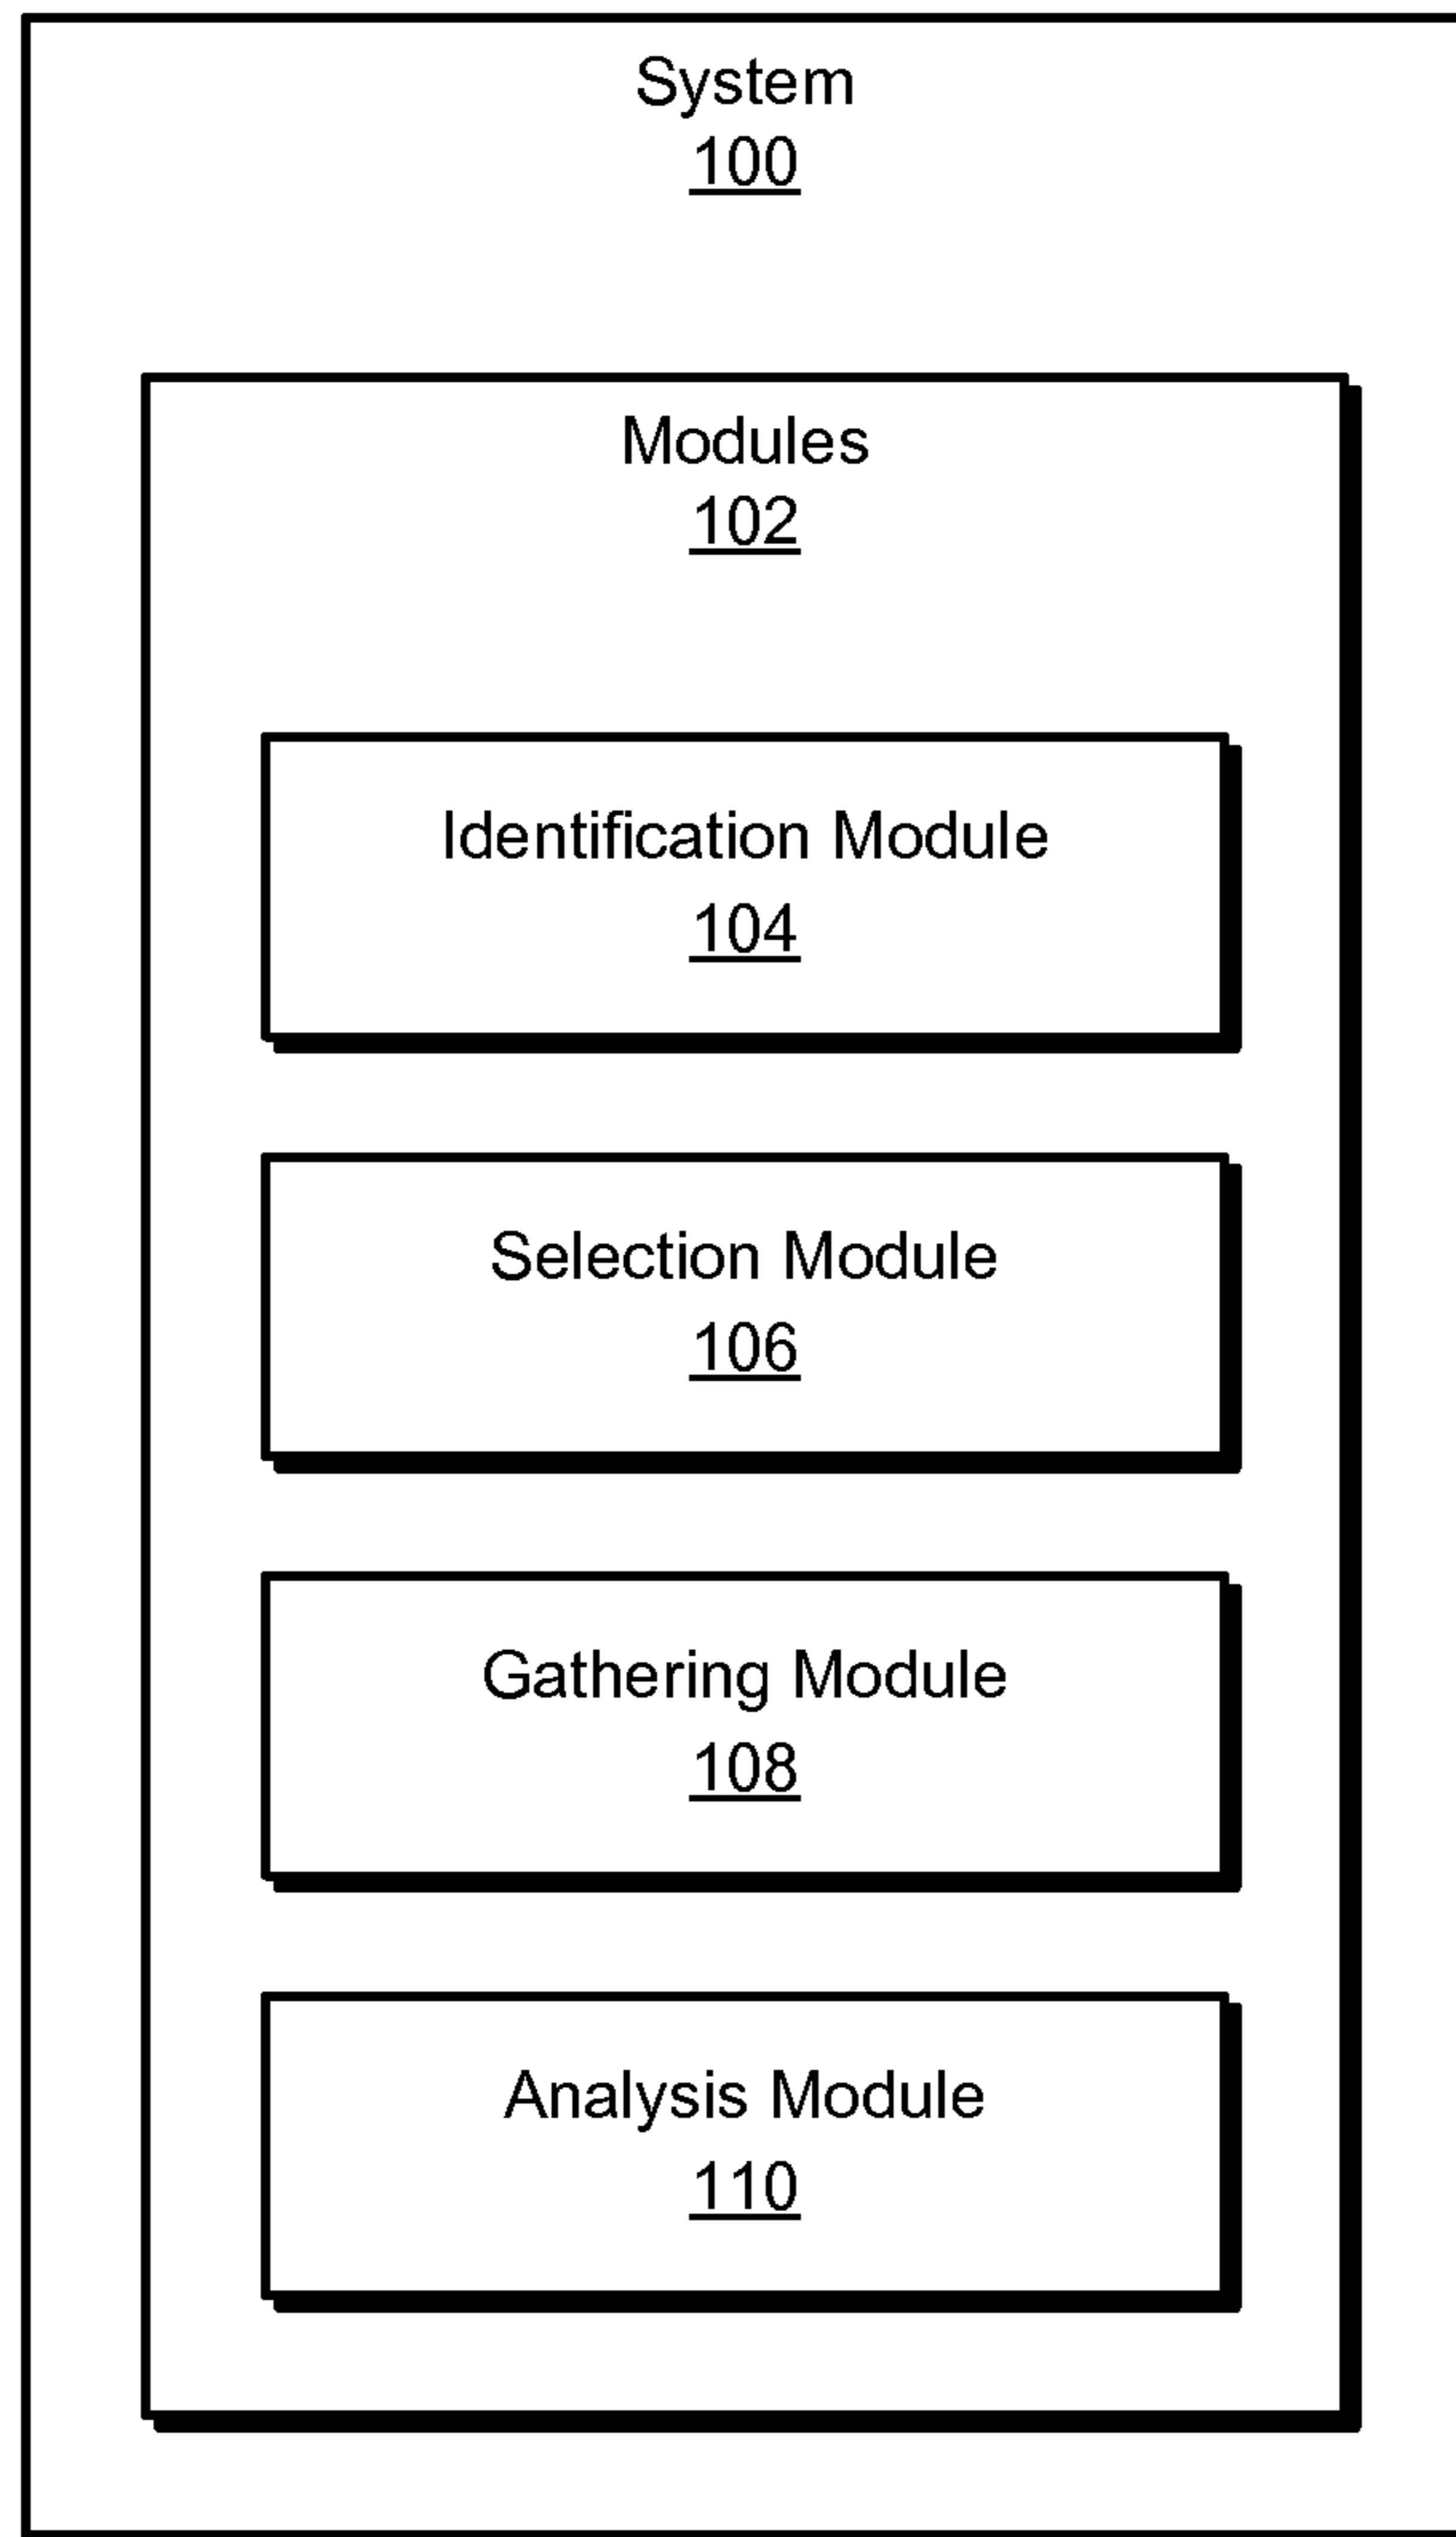 System
100
Modules
102
Identification Module
104
Selection Module
106
Gathering Module
108
Analysis Module
110